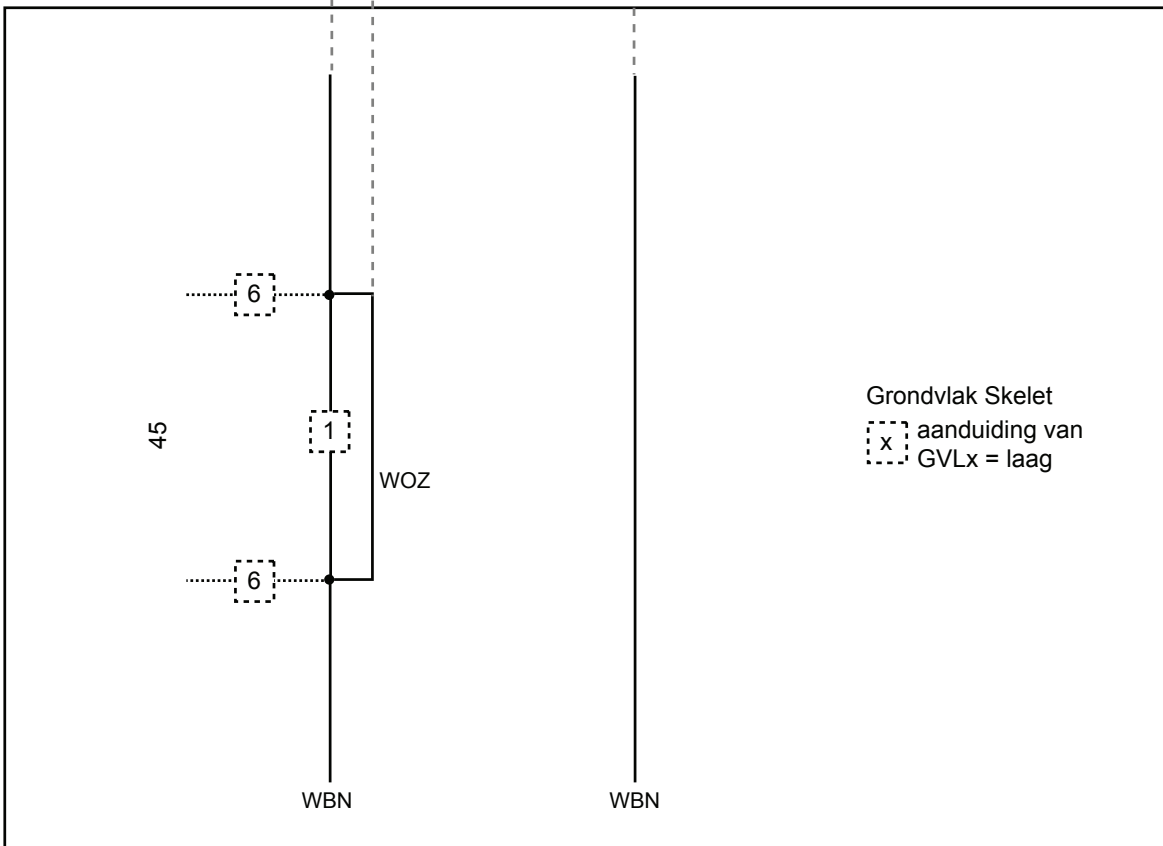 6
1
45
WOZ
6
WBN
WBN
Grondvlak Skelet
x aanduiding van
GVLx = laag